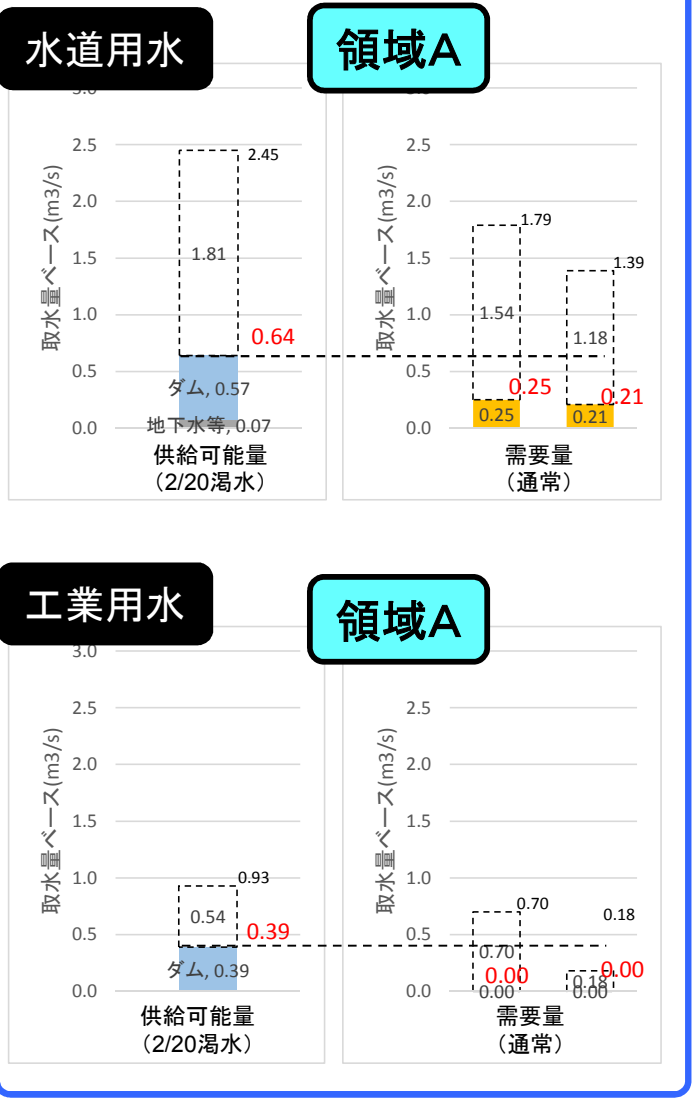 水道用水
領域A
取水量ベース(m3/s)
3.0
2.5
2.0
1.5
1.0
0.5
0.0
2.45
1.81
0.64
ダム, 0.57
地下水等, 0.07
供給可能量
（2/20渇水）
取水量ベース(m3/s)
2.5
2.0
1.5
1.0
0.5
0.0
1.79
1.54
0.25
0.25
1.39
1.18
0.21
0.21
需要量
（通常）
工業用水
領域A
取水量ベース(m3/s)
3.0
2.5
2.0
1.5
1.0
0.5
0.0
0.93
0.54
0.39
ダム, 0.39
供給可能量
（2/20渇水）
取水量ベース(m3/s)
2.5
2.0
1.5
1.0
0.5
0.0
0.70
0.70
0.00
0.00
0.18
0.18
0.00
0.00
需要量
（通常）